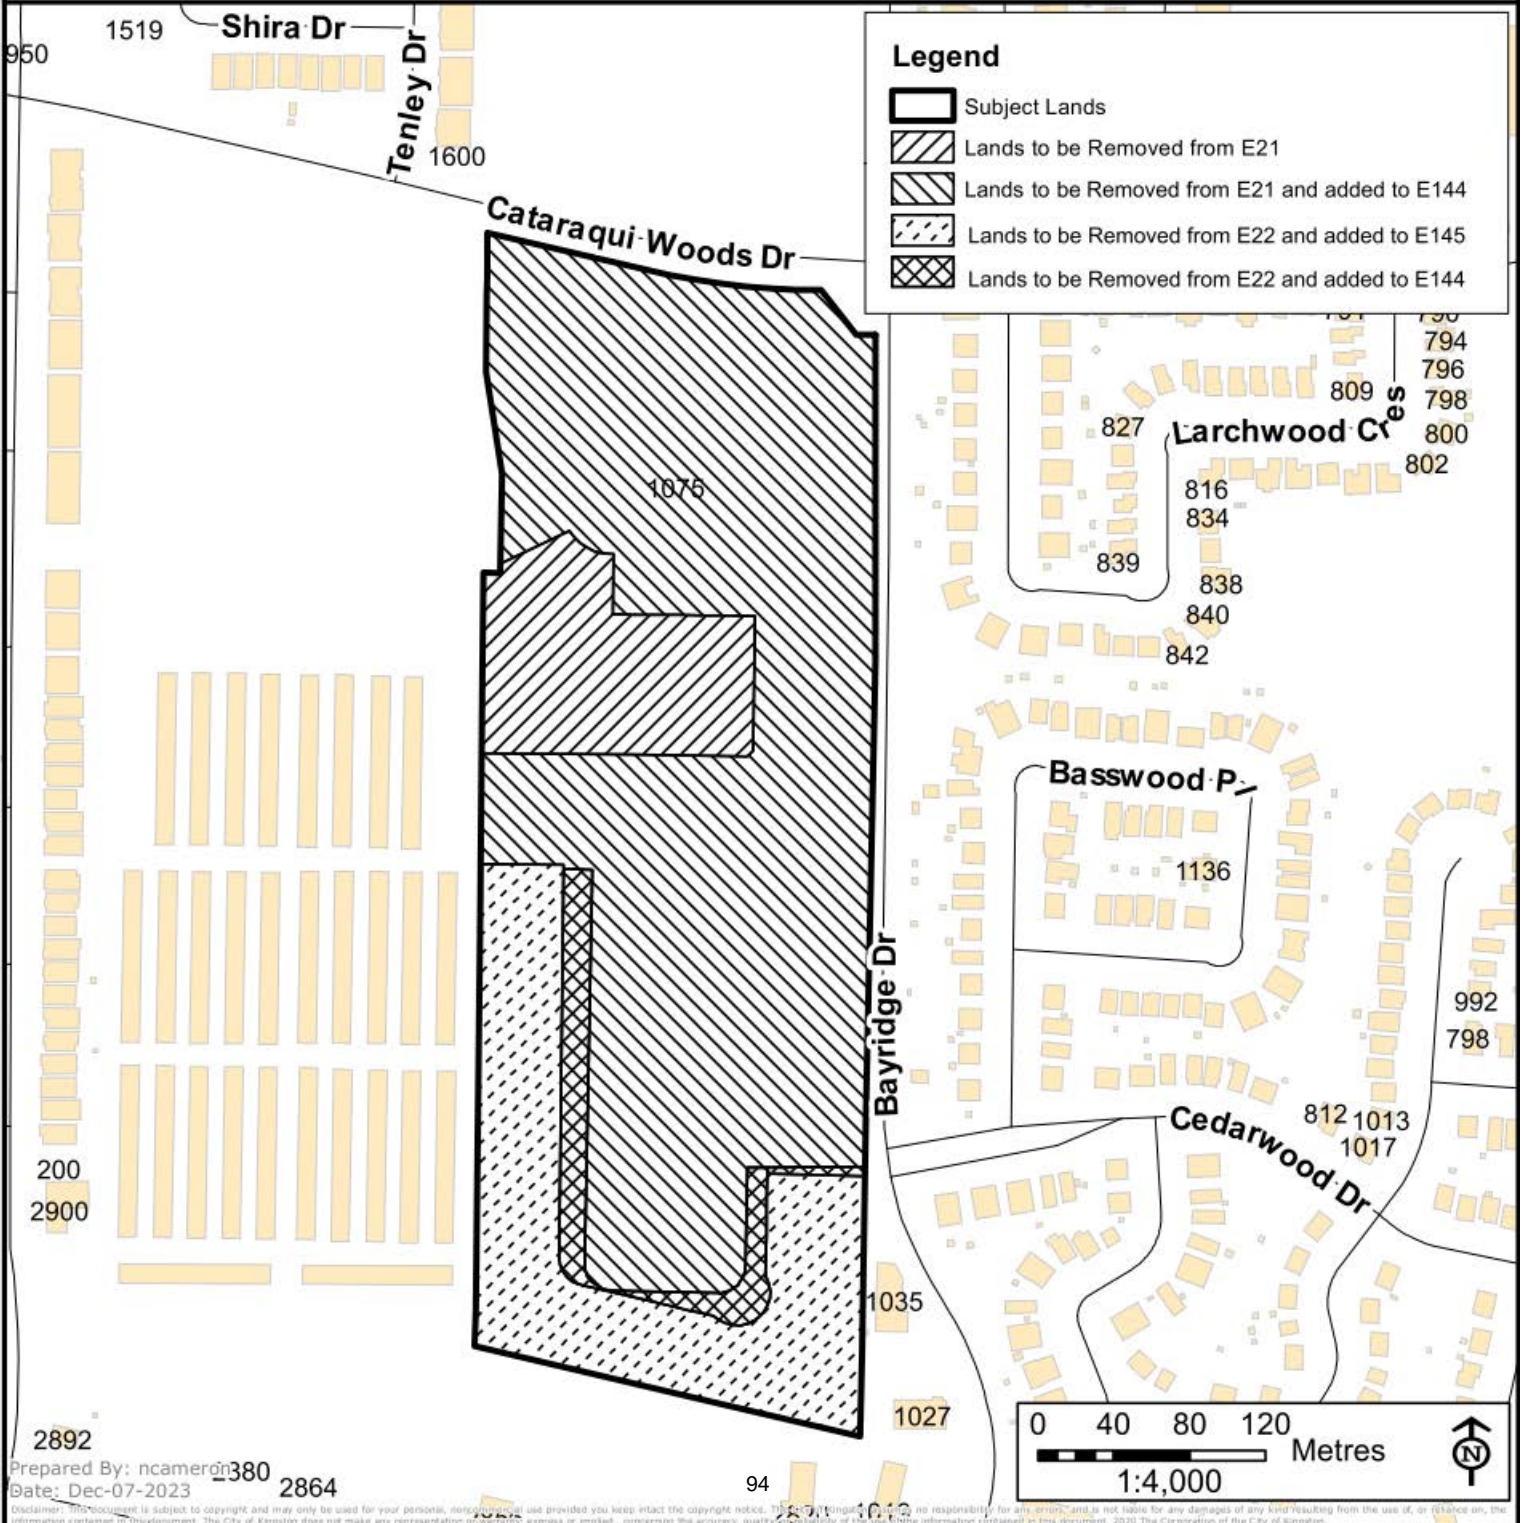 Shira Dr
1519
950
Tenley Dr
1600
Cataraqui Woods Dr
Legend
Subject Lands
Lands to be Removed from E21
Lands to be Removed from E21 and added to E144
Lands to be Removed from E22 and added to E145
Lands to be Removed from E22 and added to E144
794
796
809
798
827
Larchwood Cres
800
802
1075
816
834
839
838
840
842
Basswood Pl
1136
Bayridge Dr
992
798
812
1013
Cedarwood Dr
1017
200
2900
1035
1027
0 40 80 120
Metres
1:4,000
N
2892
Prepared By: ncameron
2864
Date: Dec-07-2023
94